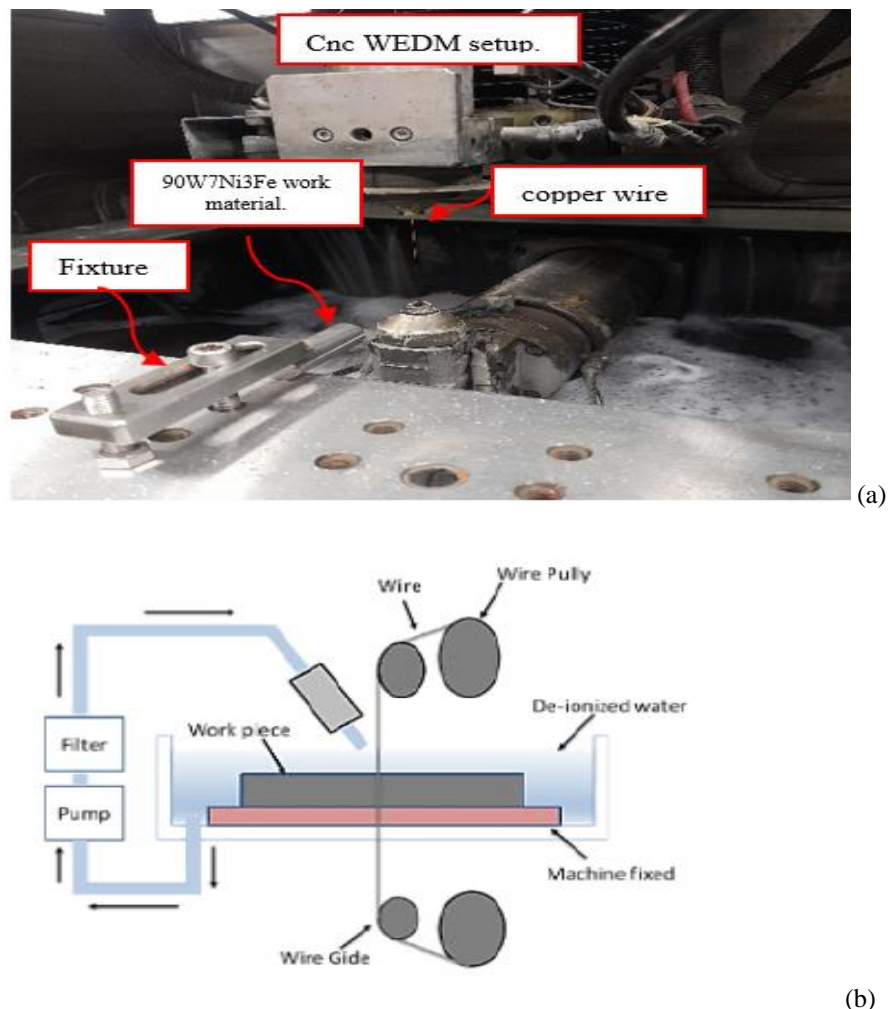 Cnc WEDM setup.
90W7Ni3Fe work
material.
copper wire
Fixture
(a)
Wire Pully
Wire
De-ionized water
Work piece
Filter
Pump
Machine fixed
Wire Gide
(b)